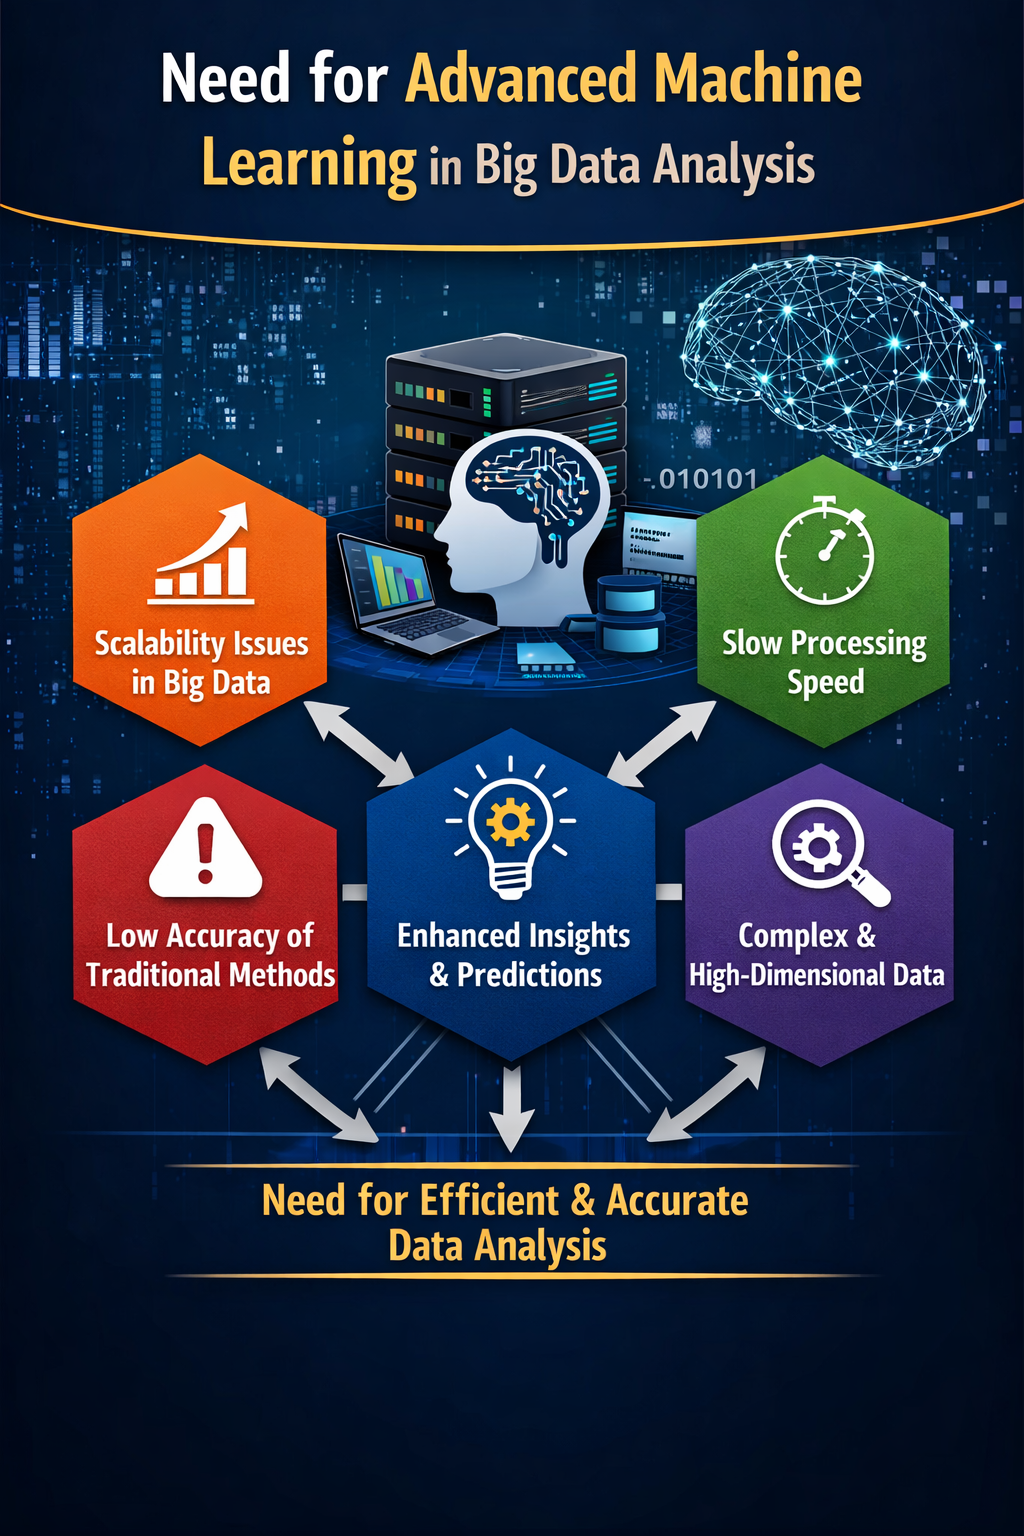 Need for Advanced Machine
Learning in Big Data Analysis
-.010101
Scalability Issues
in Big Data
Slow Processing
Speed
Low Accuracy of
Traditional Methods
Enhanced Insights
& Predictions
Complex &
High-Dimensional Data
Need for Efficient & Accurate
Data Analysis